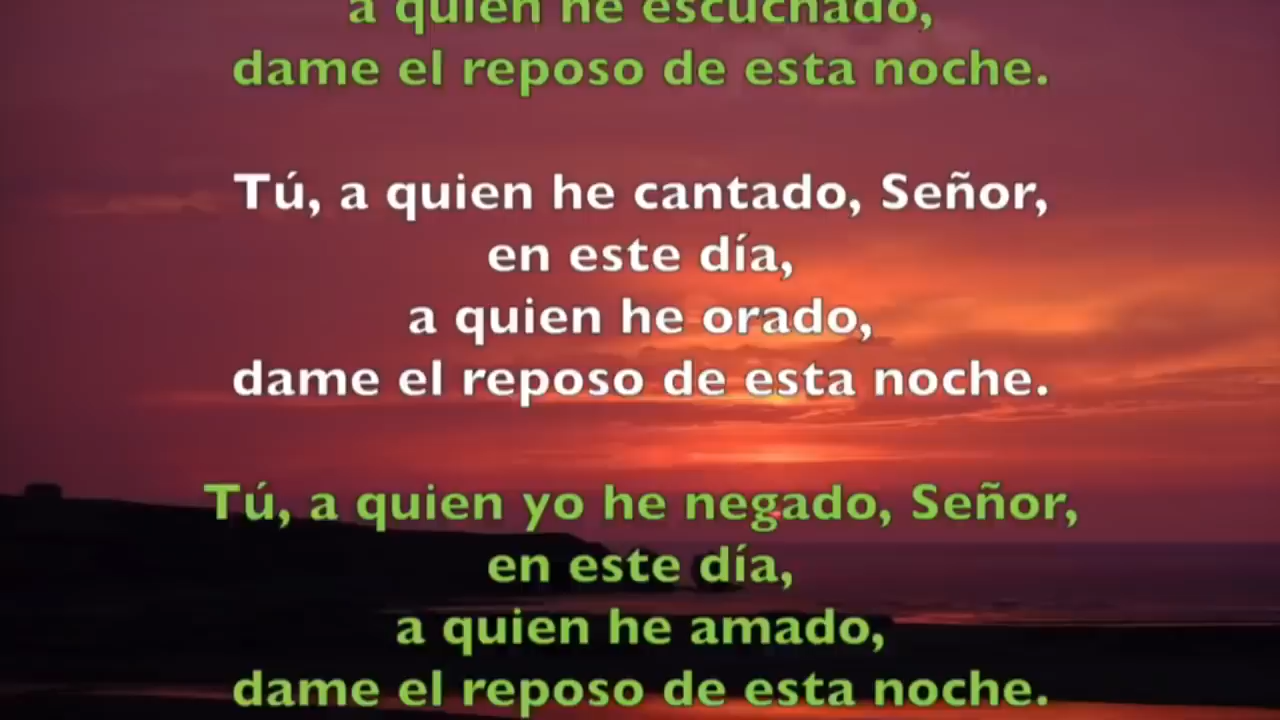 a quien he escuchado,
dame el reposo de esta noche.
Tú, a quien he cantado, Señor,
en este día,
a quien he orado,
dame el reposo de esta noche.
Tú, a quien yo he negado, Señor,
en este día,
a quien he amado,
dame el reposo de esta noche.